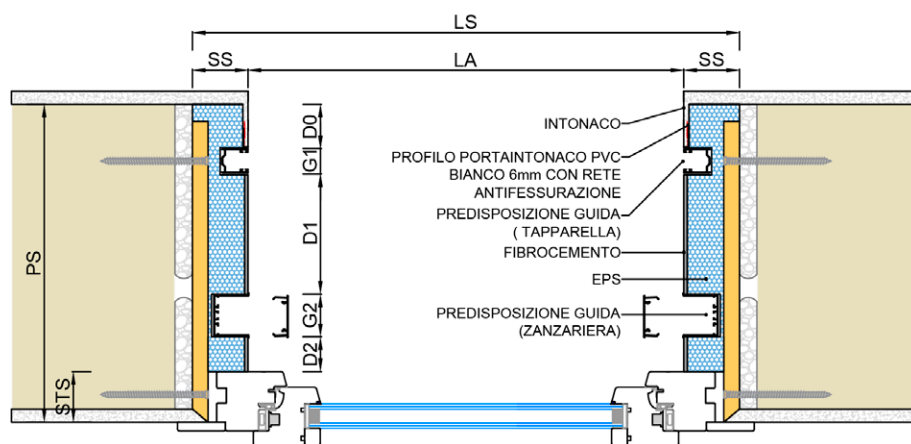 LS
SS
LA
SS
D0
INTONACO
G1
PROFILO PORTAINTONACO PVC
BIANCO 6mm CON RETE
ANTIFESSURAZIONE
PREDISPOSIZIONE GUIDA
( TAPPARELLA)
D1
FIBROCEMENTO
PS
EPS
G2
PREDISPOSIZIONE GUIDA
(ZANZARIERA)
D2
STS